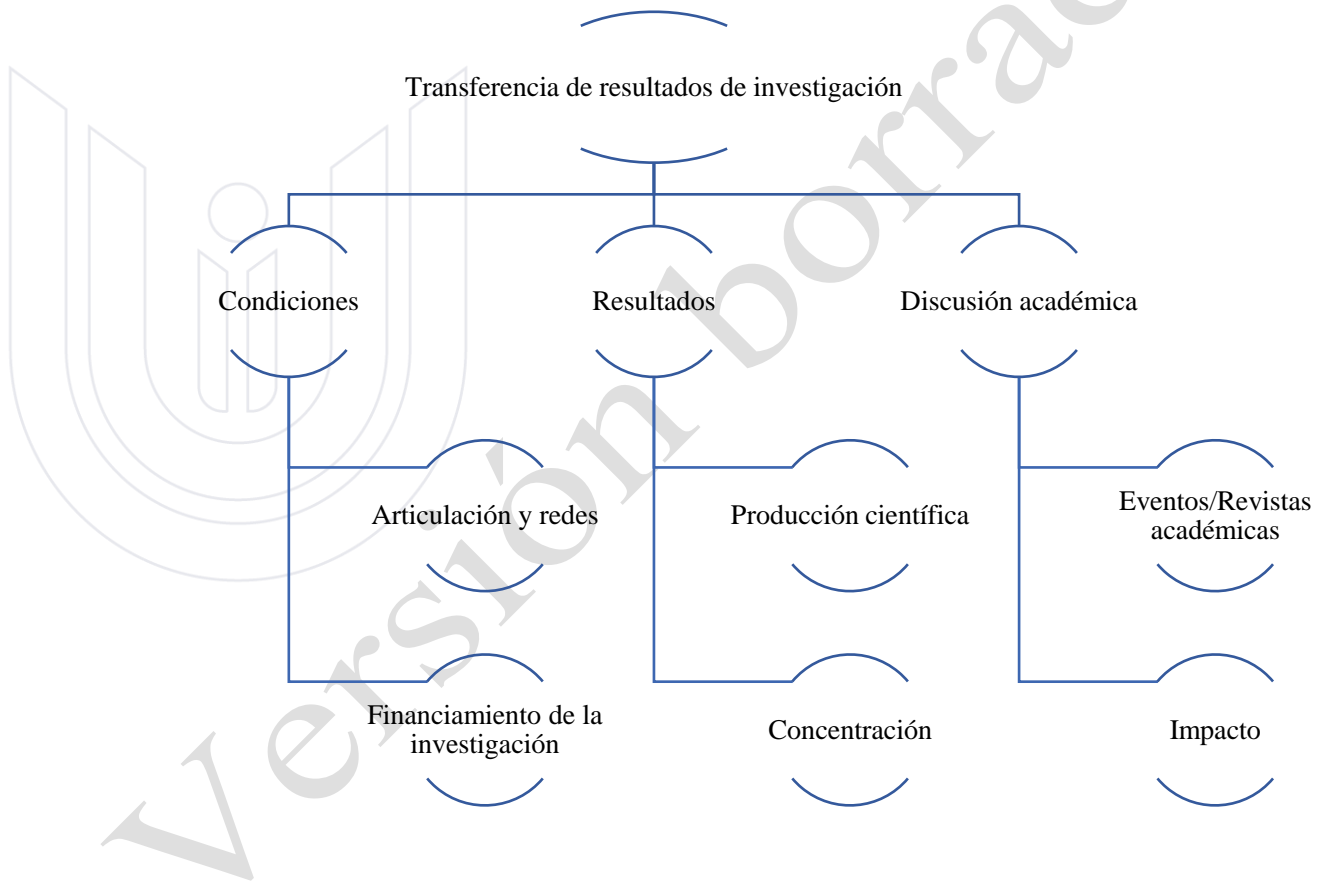 Transferencia de resultados de investigación
Condiciones
Resultados
Discusión académica
Articulación y redes
Producción científica
Eventos/Revistas
académicas
Financiamiento de la
investigación
Concentración
Impacto
Versión borrad